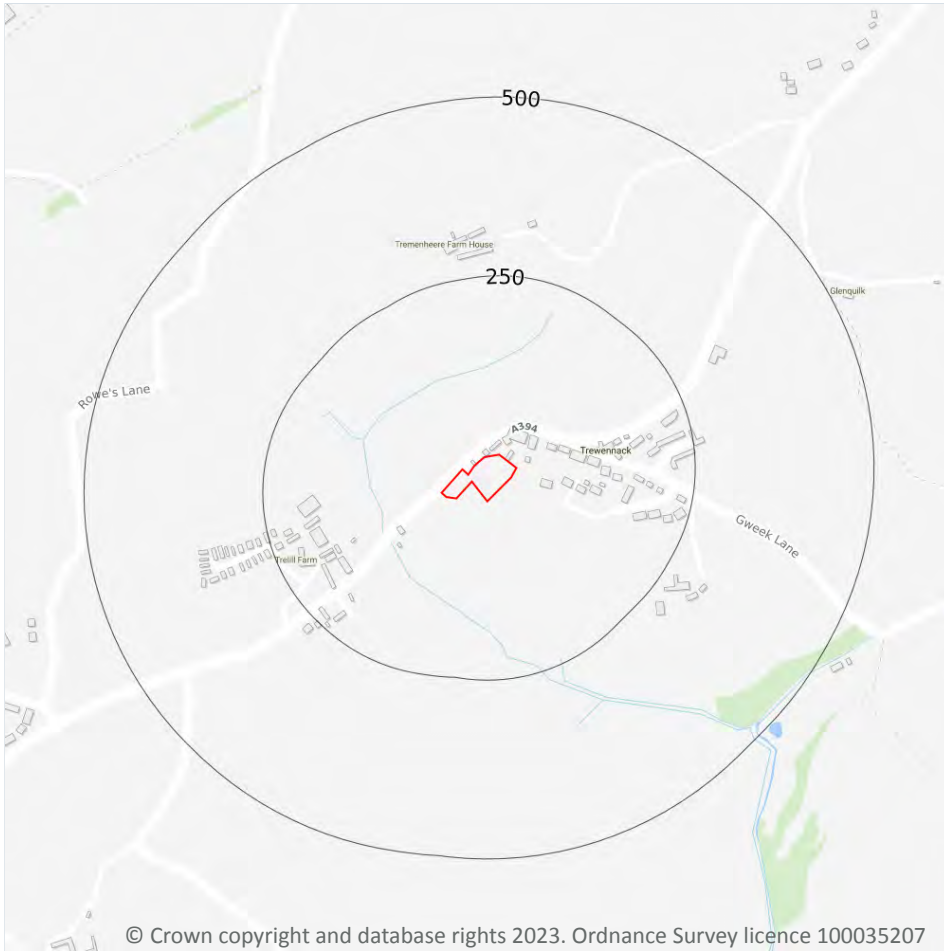 500
Tremenheere Farm House
250
Glenquilk
Rowe's Lane
A394
Trewennack
Gweek Lane
Trelill Farm
© Crown copyright and database rights 2023. Ordnance Survey licence 100035207